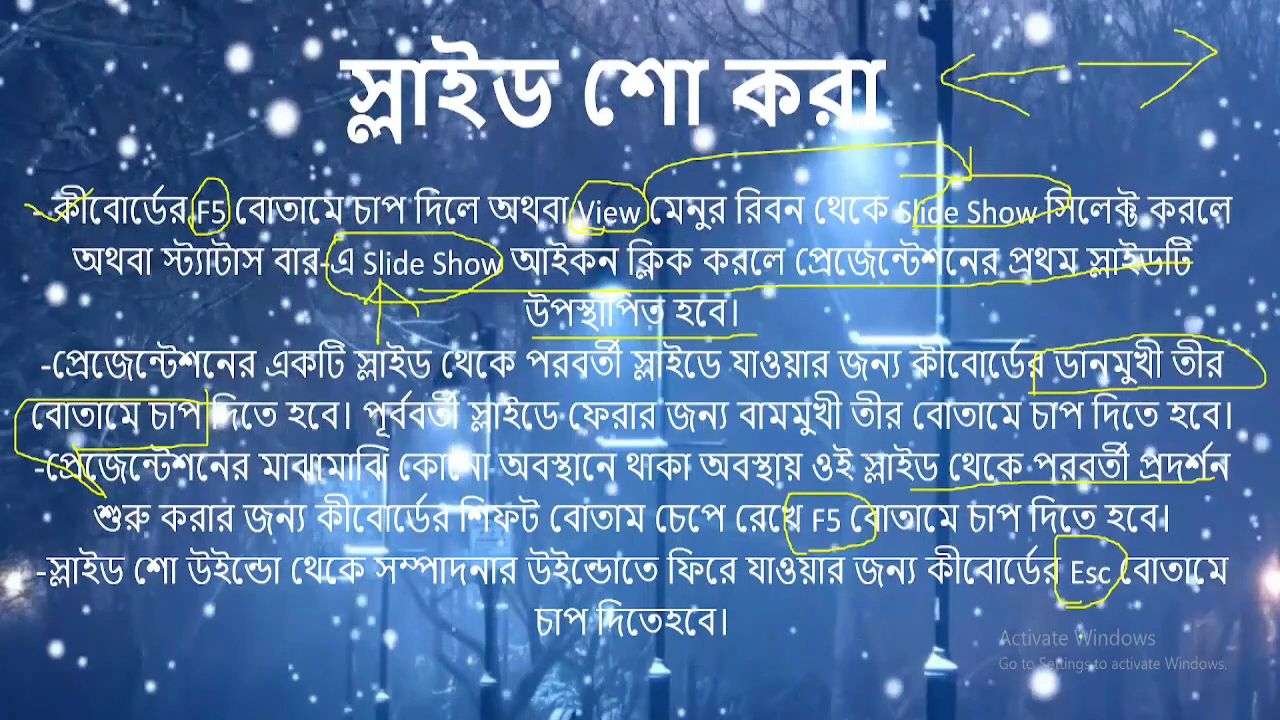 স্লাইড শো করা
- কীবোর্ডের F5 বোতামে চাপ দিলে অথবা View মেনুর রিবন থেকে Slide Show সিলেক্ট করলে
অথবা স্ট্যাটাস বার-এ Slide Show আইকন ক্লিক করলে প্রেজেন্টেশনের প্রথম স্লাইডটি
উপস্থাপিত হবে।
-প্রেজেন্টেশনের একটি স্লাইড থেকে পরবর্তী স্লাইডে যাওয়ার জন্য কীবোর্ডের ডানমুখী তীর
বোতামে চাপ দিতে হবে। পূর্ববর্তী স্লাইডে ফেরার জন্য বামমুখী তীর বোতামে চাপ দিতে হবে।
-প্রেজেন্টেশনের মাঝামাঝি কোনো অবস্থানে থাকা অবস্থায় ওই স্লাইড থেকে পরবর্তী প্রদর্শন
শুরু করার জন্য কীবোর্ডের শিফট বোতাম চেপে রেখে F5 বোতামে চাপ দিতে হবে।
-স্লাইড শো উইন্ডো থেকে সম্পাদনার উইন্ডোতে ফিরে যাওয়ার জন্য কীবোর্ডের Esc বোতামে
চাপ দিতেহবে।
Activate Windows
Go to Settings to activate Windows.